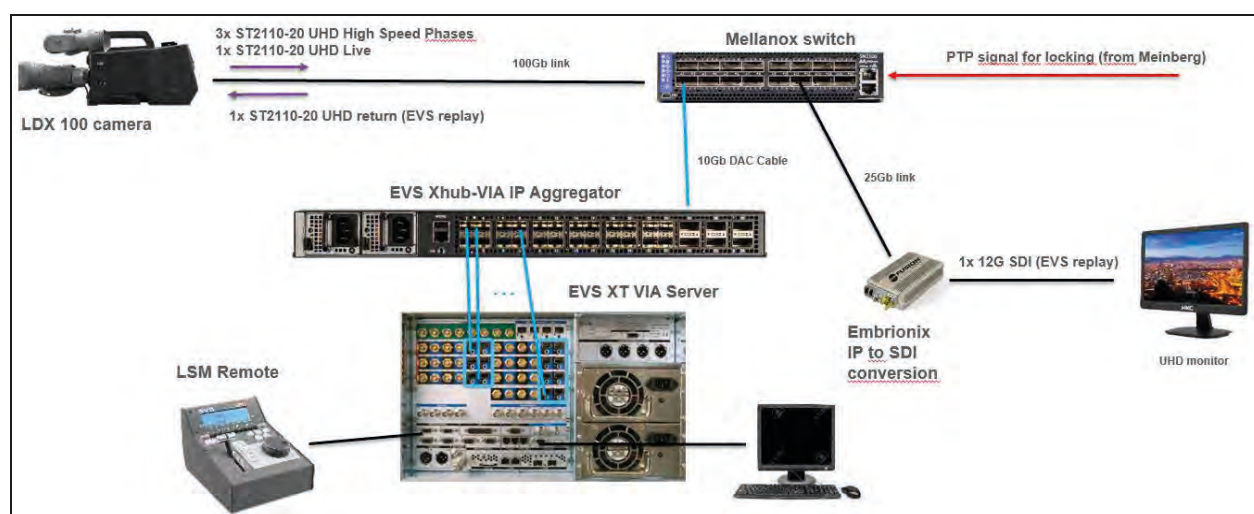 3x ST2110-20 UHD High Speed Phases
1x ST2110-20 UHD Live
Mellanox switch
100Gb link
PTP signal for locking (from Meinberg)
1x ST2110-20 UHD return (EVS replay)
LDX 100 camera
10Gb DAC Cable
25Gb link
EVS Xhub-VIA IP Aggregator
1x 12G SDI (EVS replay)
...
EVS XT VIA Server
Embrionix
IP to SDI
conversion
UHD monitor
LSM Remote